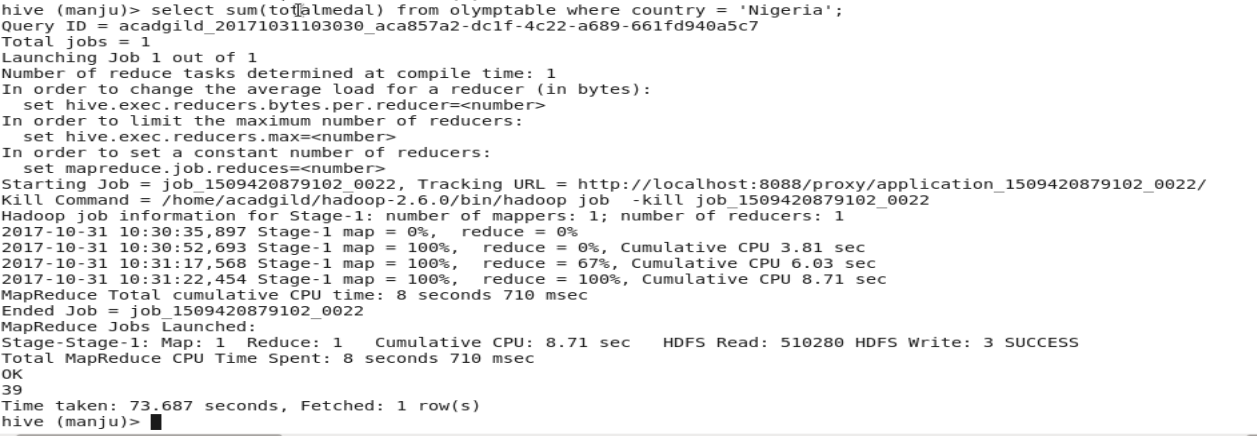 hive (manju)> select sum(totalmedal) from olymptable where country = 'Nigeria';
Query ID = acadgild_20171031103030_aca857a2-dc1f-4c22-a689-661fd940a5c7
Total jobs = 1
Launching Job 1 out of 1
Number of reduce tasks determined at compile time: 1
In order to change the average load for a reducer (in bytes):
  set hive.exec.reducers.bytes.per.reducer=<number>
In order to limit the maximum number of reducers:
  set hive.exec.reducers.max=<number>
In order to set a constant number of reducers:
  set mapreduce.job.reduces=<number>
Starting Job = job_1509420879102_0022, Tracking URL = http://localhost:8088/proxy/application_1509420879102_0022/
Kill Command = /home/acadgild/hadoop-2.6.0/bin/hadoop job  -kill job_1509420879102_0022
Hadoop job information for Stage-1: number of mappers: 1; number of reducers: 1
2017-10-31 10:30:35,897 Stage-1 map = 0%,  reduce = 0%
2017-10-31 10:30:52,693 Stage-1 map = 100%,  reduce = 0%, Cumulative CPU 3.81 sec
2017-10-31 10:31:17,568 Stage-1 map = 100%,  reduce = 67%, Cumulative CPU 6.03 sec
2017-10-31 10:31:22,454 Stage-1 map = 100%,  reduce = 100%, Cumulative CPU 8.71 sec
MapReduce Total cumulative CPU time: 8 seconds 710 msec
Ended Job = job_1509420879102_0022
MapReduce Jobs Launched:
Stage-Stage-1: Map: 1  Reduce: 1   Cumulative CPU: 8.71 sec   HDFS Read: 510280 HDFS Write: 3 SUCCESS
Total MapReduce CPU Time Spent: 8 seconds 710 msec
OK
39
Time taken: 73.687 seconds, Fetched: 1 row(s)
hive (manju)>